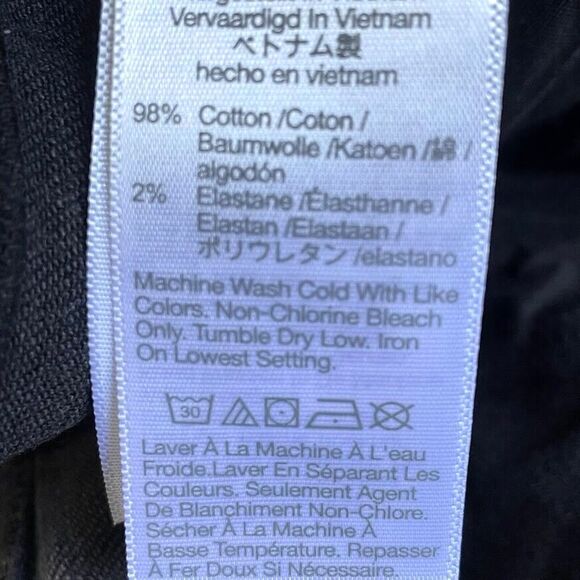 Vervaardigd In Vietnam
ベトナム製
hecho en vietnam
98% Cotton /Coton /
Baumwolle /Katoen /綿 /
algodón
2% Elastane /Élasthanne /
Elastan /Elastaan /
ポリウレタン /elastano
Machine Wash Cold With Like
Colors. Non-Chlorine Bleach
Only. Tumble Dry Low. Iron
On Lowest Setting.
30
Laver À La Machine À L'eau
Froide.Laver En Séparant Les
Couleurs. Seulement Agent
De Blanchiment Non-Chlore.
Sécher À La Machine À
Basse Température. Repasser
À Fer Doux Si Nécessaire.